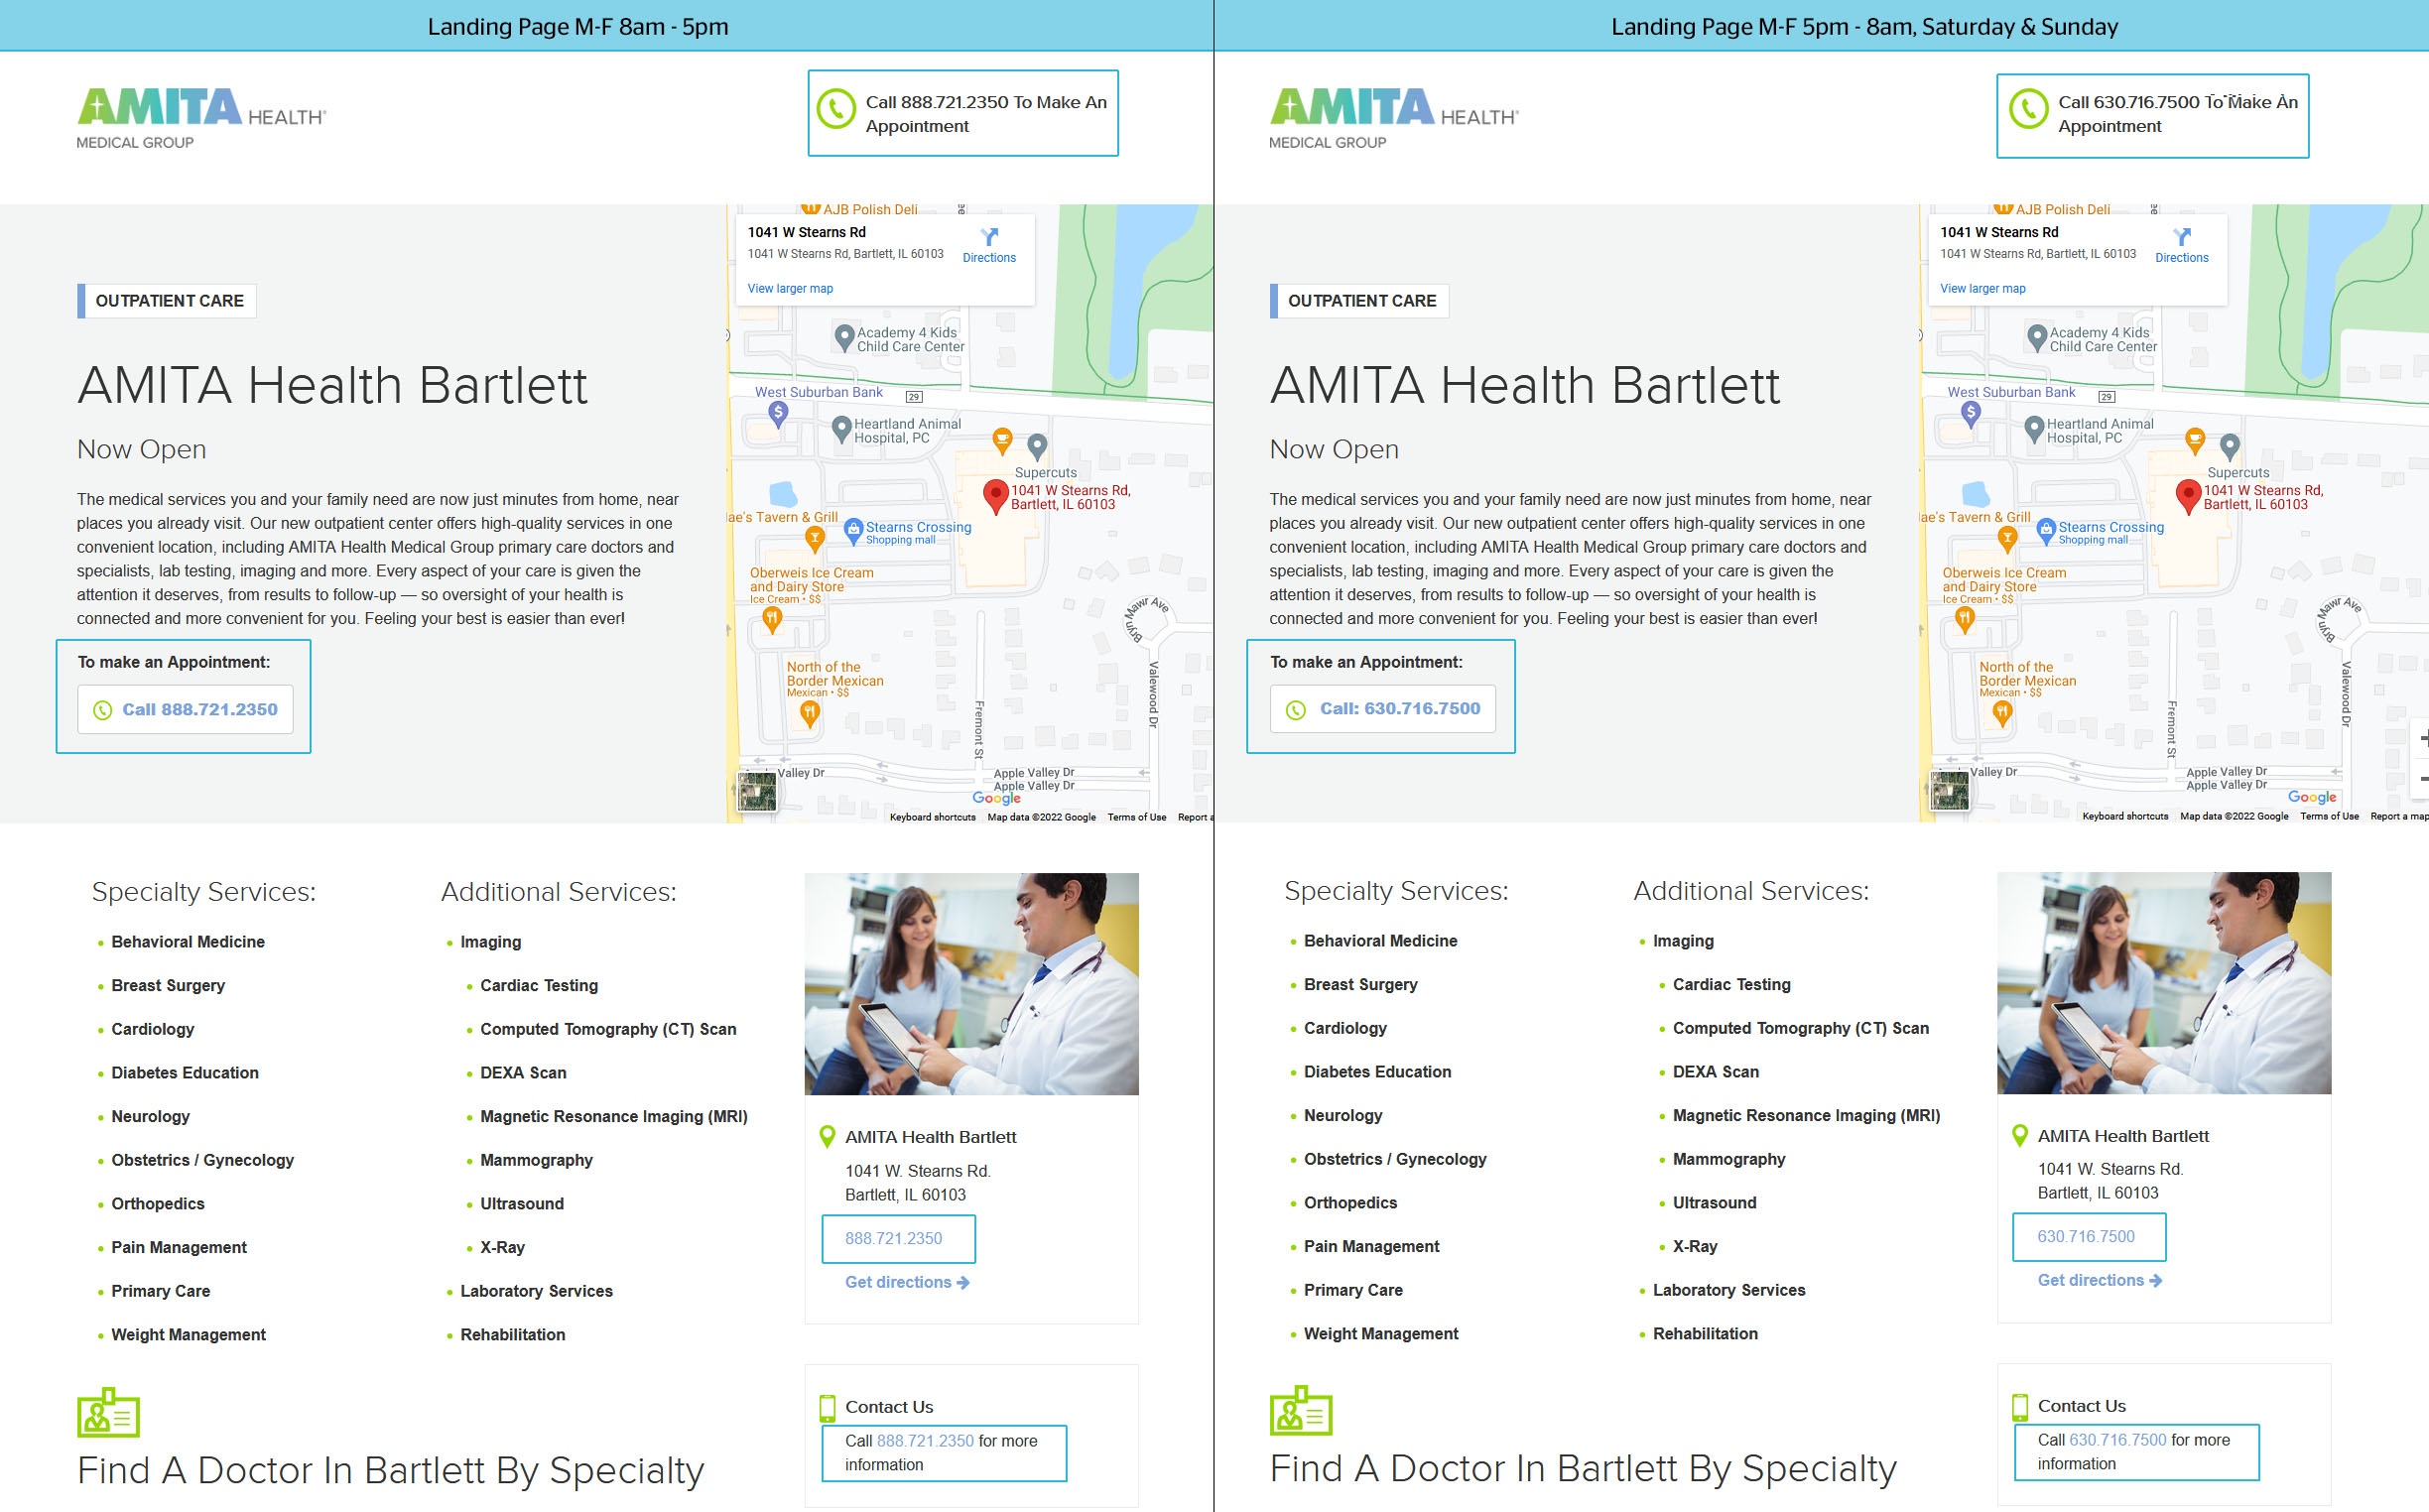 Landing Page M-F 8am - 5pm
AMITA HEALTH®
MEDICAL GROUP
Call 888.721.2350 To Make An
Appointment
OUTPATIENT CARE
AMITA Health Bartlett
Now Open
The medical services you and your family need are now just minutes from home, near
places you already visit. Our new outpatient center offers high-quality services in one
convenient location, including AMITA Health Medical Group primary care doctors and
specialists, lab testing, imaging and more. Every aspect of your care is given the
attention it deserves, from results to follow-up — so oversight of your health is
connected and more convenient for you. Feeling your best is easier than ever!
To make an Appointment:
Call 888.721.2350
AJB Polish Deli
1041 W Stearns Rd
1041 W Stearns Rd, Bartlett, IL 60103
Directions
View larger map
Academy 4 Kids
Child Care Center
West Suburban Bank
29
Heartland Animal
Hospital, PC
Supercuts
1041 W Stearns Rd,
Bartlett, IL 60103
ae's Tavern & Grill
Stearns Crossing
Shopping mall
Oberweis Ice Cream
and Dairy Store
Ice Cream • $$
Bryn Mawr Ave
North of the
Border Mexican
Mexican • $$
Fremont St
Valewood Dr
Valley Dr
Apple Valley Dr
Apple Valley Dr
Google
Keyboard shortcuts Map data ©2022 Google Terms of Use Report a
Specialty Services:
Behavioral Medicine
Breast Surgery
Cardiology
Diabetes Education
Neurology
Obstetrics / Gynecology
Orthopedics
Pain Management
Primary Care
Weight Management
Additional Services:
Imaging
Cardiac Testing
Computed Tomography (CT) Scan
DEXA Scan
Magnetic Resonance Imaging (MRI)
Mammography
Ultrasound
X-Ray
Laboratory Services
Rehabilitation
AMITA Health Bartlett
1041 W. Stearns Rd.
Bartlett, IL 60103
888.721.2350
Get directions
Contact Us
Call 888.721.2350 for more
information
Find A Doctor In Bartlett By Specialty
Landing Page M-F 5pm - 8am, Saturday & Sunday
AMITA HEALTH®
MEDICAL GROUP
Call 630.716.7500 To Make An
Appointment
OUTPATIENT CARE
AMITA Health Bartlett
Now Open
The medical services you and your family need are now just minutes from home, near
places you already visit. Our new outpatient center offers high-quality services in one
convenient location, including AMITA Health Medical Group primary care doctors and
specialists, lab testing, imaging and more. Every aspect of your care is given the
attention it deserves, from results to follow-up — so oversight of your health is
connected and more convenient for you. Feeling your best is easier than ever!
To make an Appointment:
Call: 630.716.7500
AJB Polish Deli
1041 W Stearns Rd
1041 W Stearns Rd, Bartlett, IL 60103
Directions
View larger map
Academy 4 Kids
Child Care Center
West Suburban Bank
29
Heartland Animal
Hospital, PC
Supercuts
1041 W Stearns Rd,
Bartlett, IL 60103
ae's Tavern & Grill
Stearns Crossing
Shopping mall
Oberweis Ice Cream
and Dairy Store
Ice Cream • $$
Bryn Mawr Ave
North of the
Border Mexican
Mexican • $$
Fremont St
Valewood Dr
Valley Dr
Apple Valley Dr
Apple Valley Dr
Google
Keyboard shortcuts Map data ©2022 Google Terms of Use Report a map
Specialty Services:
Behavioral Medicine
Breast Surgery
Cardiology
Diabetes Education
Neurology
Obstetrics / Gynecology
Orthopedics
Pain Management
Primary Care
Weight Management
Additional Services:
Imaging
Cardiac Testing
Computed Tomography (CT) Scan
DEXA Scan
Magnetic Resonance Imaging (MRI)
Mammography
Ultrasound
X-Ray
Laboratory Services
Rehabilitation
AMITA Health Bartlett
1041 W. Stearns Rd.
Bartlett, IL 60103
630.716.7500
Get directions
Contact Us
Call 630.716.7500 for more
information
Find A Doctor In Bartlett By Specialty